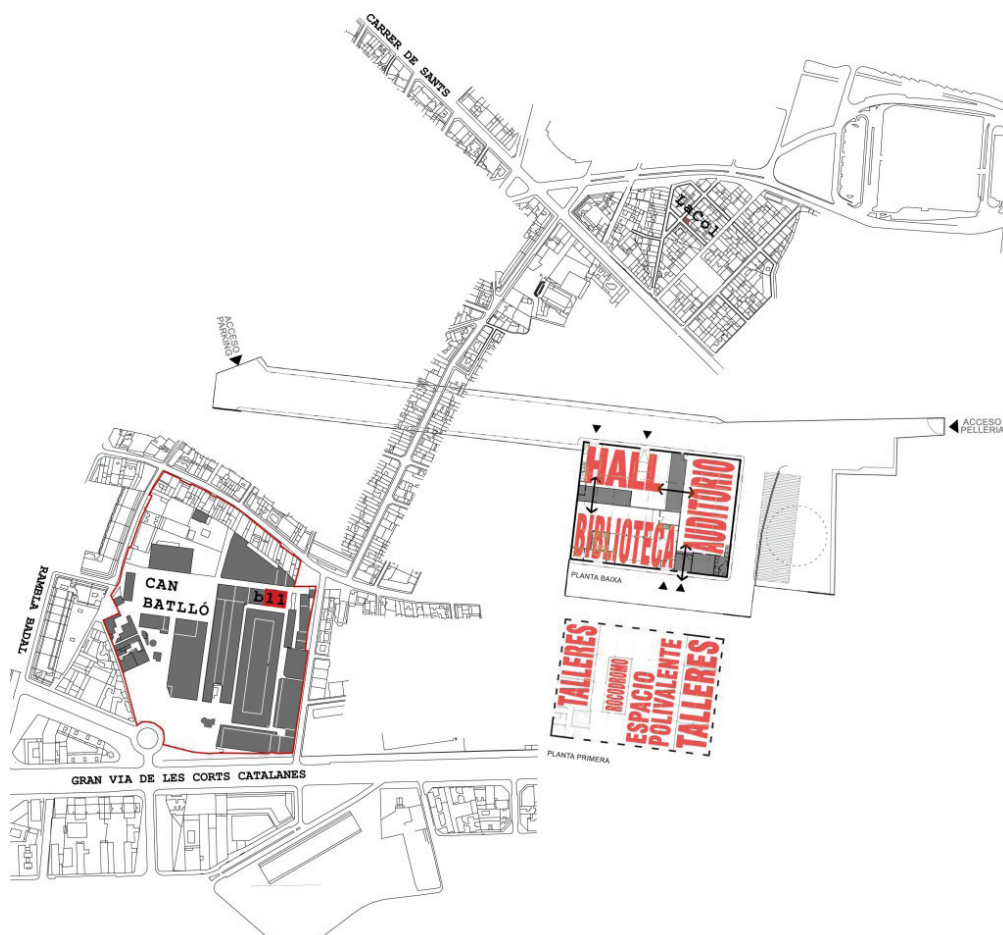 CARRER DE SANTS
LaCol
ACCESO
PARKING
ACCESO
PELLERIA
HALL
AUDITORIO
BIBLIOTECA
PLANTA BAIXA
CAN
BATLLÓ
b11
RAMBLA BADAL
TALLERES
ROCODROMO
ESPACIO
POLIVALENTE
TALLERES
PLANTA PRIMERA
GRAN VIA DE LES CORTS CATALANES